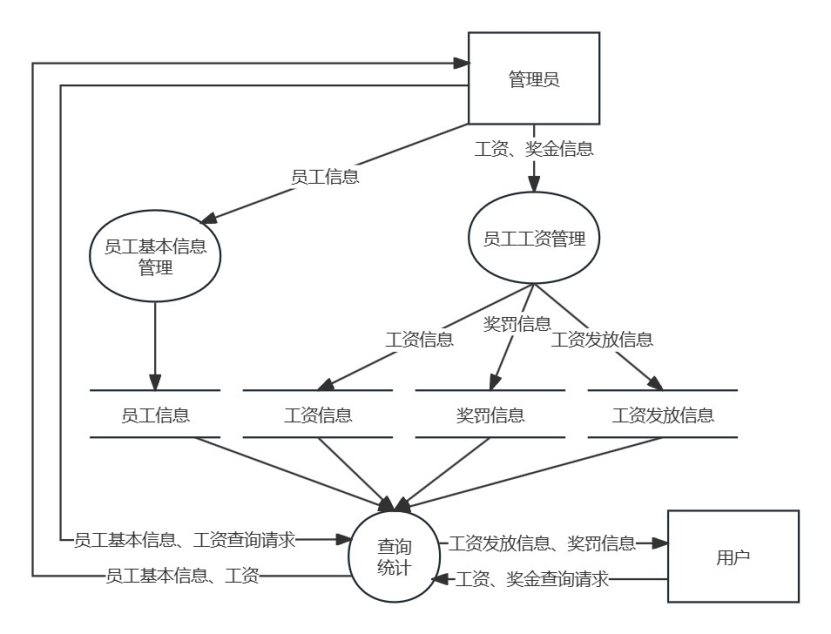 管理员
工资、奖金信息
员工信息
员工基本信息
管理
员工工资管理
工资信息
奖罚信息
工资发放信息
员工信息
工资信息
奖罚信息
工资发放信息
员工基本信息、工资查询请求
员工基本信息、工资
查询
统计
工资发放信息、奖罚信息
工资、奖金查询请求
用户